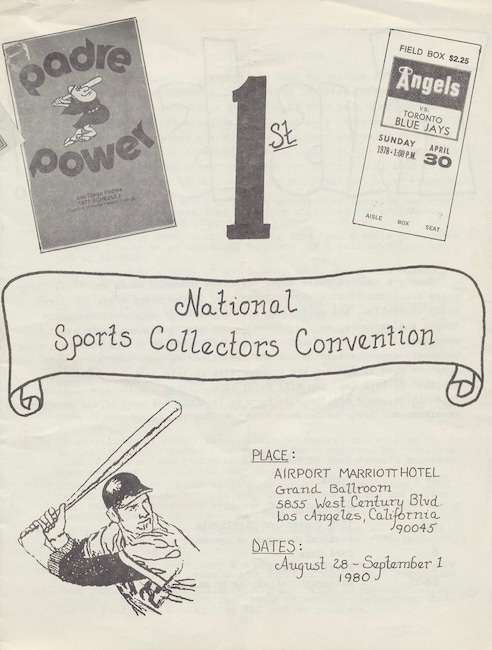 padre
power
San Diego Padres
1977 SCHEDULE
1st
FIELD BOX $2.25
Angels
VS.
TORONTO
BLUE JAYS
SUNDAY APRIL
1978 · 1:00 P.M. 30
AISLE BOX SEAT
National
Sports Collectors Convention
PLACE:
AIRPORT MARRIOTT HOTEL
Grand Ballroom
5855 West Century Blvd.
Los Angeles, California
90045
DATES:
August 28 - September 1
1980